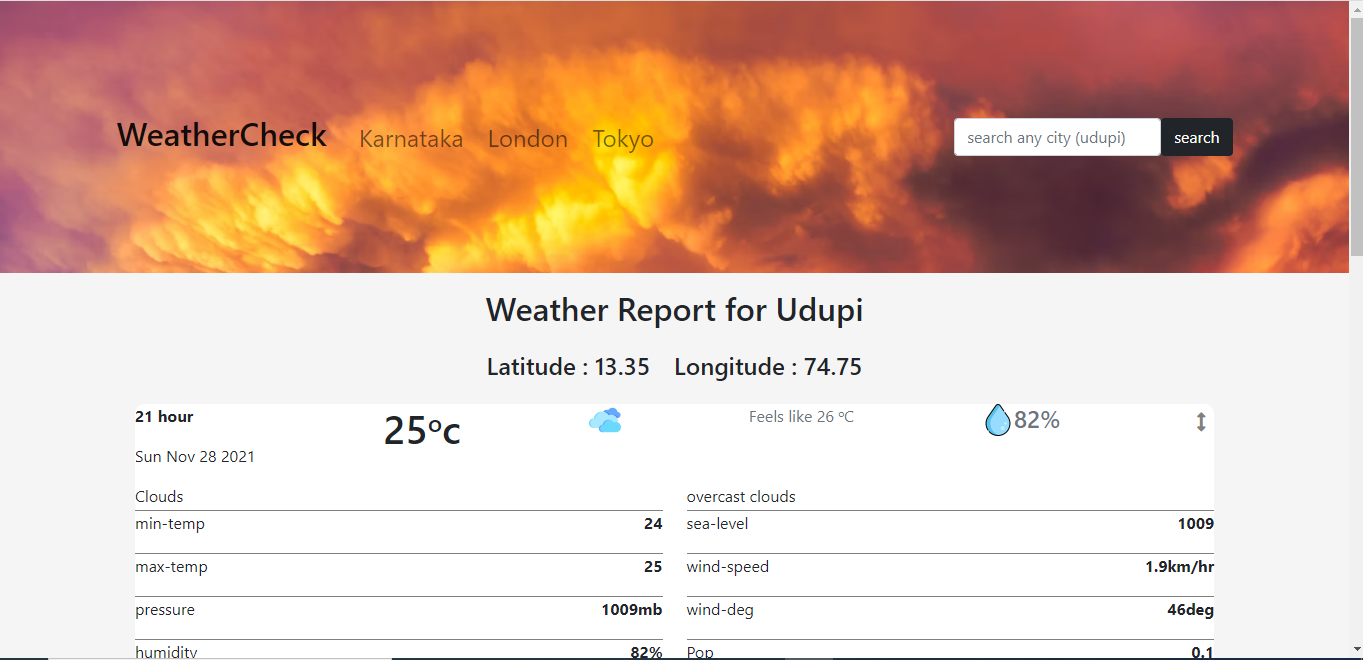 WeatherCheck Karnataka London Tokyo search any city (udupi) search
Weather Report for Udupi
Latitude : 13.35 Longitude : 74.75
21 hour 25°c Feels like 26 °C 82%
Sun Nov 28 2021
Clouds overcast clouds
min-temp 24 sea-level 1009
max-temp 25 wind-speed 1.9km/hr
pressure 1009mb wind-deg 46deg
humidity 82% Pop 0.1